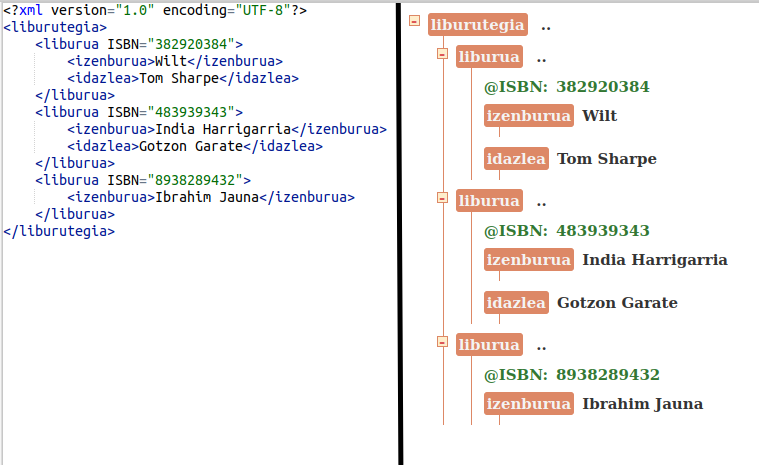 <?xml version="1.0" encoding="UTF-8"?>
<liburutegia>
    <liburua ISBN="382920384">
        <izenburua>Wilt</izenburua>
        <idazlea>Tom Sharpe</idazlea>
    </liburua>
    <liburua ISBN="483939343">
        <izenburua>India Harrigarria</izenburua>
        <idazlea>Gotzon Garate</idazlea>
    </liburua>
    <liburua ISBN="8938289432">
        <izenburua>Ibrahim Jauna</izenburua>
    </liburua>
</liburutegia>
liburutegia ..
liburua ..
@ISBN: 382920384
izenburua Wilt
idazlea Tom Sharpe
liburua ..
@ISBN: 483939343
izenburua India Harrigarria
idazlea Gotzon Garate
liburua ..
@ISBN: 8938289432
izenburua Ibrahim Jauna